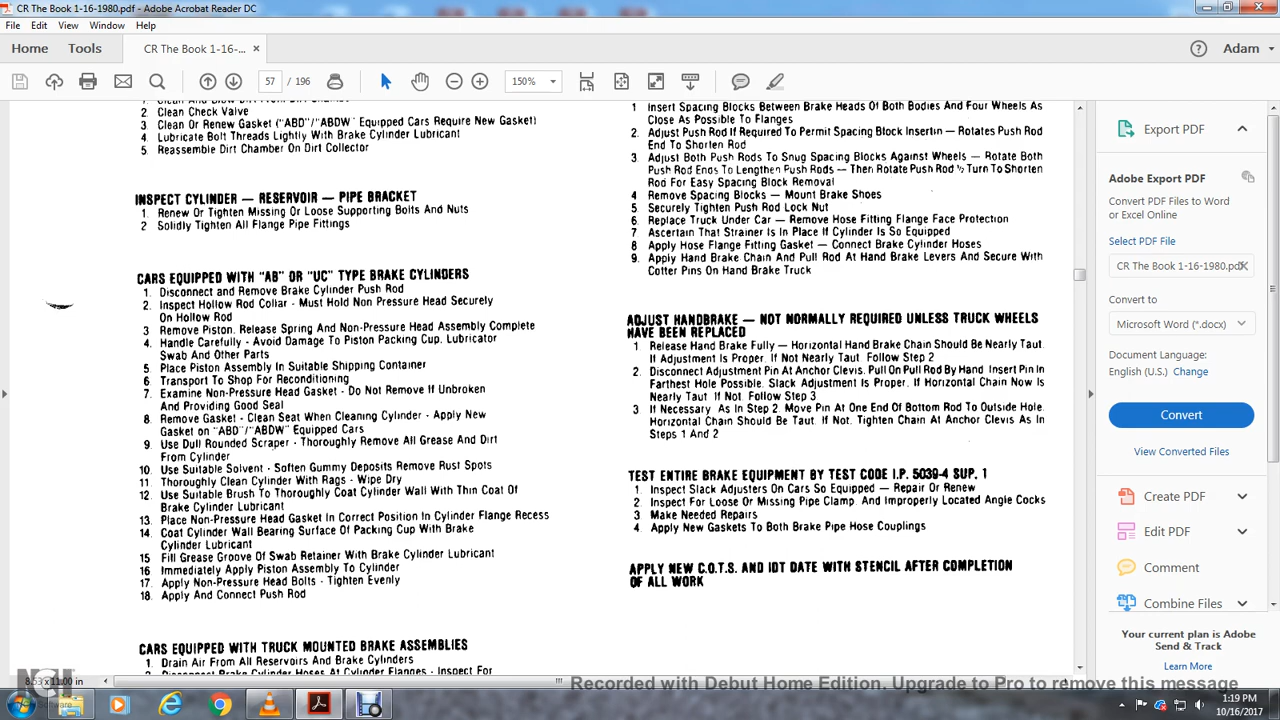 CR The Book 1-16-1980.pdf - Adobe Acrobat Reader DC
File Edit View Window Help
Home Tools CR The Book 1-16-... × Adam
57 / 196 150%
2. Clean Check Valve
3. Clean Or Renew Gasket ("ABD"/"ABDW" Equipped Cars Require New Gasket)
4. Lubricate Bolt Threads Lightly With Brake Cylinder Lubricant
5. Reassemble Dirt Chamber On Dirt Collector
INSPECT CYLINDER — RESERVOIR — PIPE BRACKET
1. Renew Or Tighten Missing Or Loose Supporting Bolts And Nuts
2 Solidly Tighten All Flange Pipe Fittings
CARS EQUIPPED WITH "AB" OR "UC" TYPE BRAKE CYLINDERS
1. Disconnect and Remove Brake Cylinder Push Rod
2. Inspect Hollow Rod Collar - Must Hold Non Pressure Head Securely
On Hollow Rod
3 Remove Piston. Release Spring And Non-Pressure Head Assembly Complete
4. Handle Carefully - Avoid Damage To Piston Packing Cup. Lubricator
Swab And Other Parts
5. Place Piston Assembly In Suitable Shipping Container
6. Transport To Shop For Reconditioning
7. Examine Non-Pressure Head Gasket - Do Not Remove If Unbroken
And Providing Good Seal
8. Remove Gasket - Clean Seat When Cleaning Cylinder - Apply New
Gasket on "ABD"/"ABDW" Equipped Cars
9. Use Dull Rounded Scraper - Thoroughly Remove All Grease And Dirt
From Cylinder
10. Use Suitable Solvent - Soften Gummy Deposits Remove Rust Spots
11. Thoroughly Clean Cylinder With Rags - Wipe Dry
12. Use Suitable Brush To Thoroughly Coat Cylinder Wall With Thin Coat Of
Brake Cylinder Lubricant
13. Place Non-Pressure Head Gasket In Correct Position In Cylinder Flange Recess
14. Coat Cylinder Wall Bearing Surface Of Packing Cup With Brake
Cylinder Lubricant
15 Fill Grease Groove Of Swab Retainer With Brake Cylinder Lubricant
16 Immediately Apply Piston Assembly To Cylinder
17. Apply Non-Pressure Head Bolts - Tighten Evenly
18. Apply And Connect Push Rod
CARS EQUIPPED WITH TRUCK MOUNTED BRAKE ASSEMBLIES
1. Drain Air From All Reservoirs And Brake Cylinders
2. Disconnect Brake Cylinder Hoses At Cylinder Flanges - Inspect For
1 Insert Spacing Blocks Between Brake Heads Of Both Bodies And Four Wheels As
Close As Possible To Flanges
2. Adjust Push Rod If Required To Permit Spacing Block Insertin — Rotates Push Rod
End To Shorten Rod
3. Adjust Both Push Rods To Snug Spacing Blocks Against Wheels — Rotate Both
Push Rod Ends To Lengthen Push Rods — Then Rotate Push Rod ½ Turn To Shorten
Rod For Easy Spacing Block Removal
4 Remove Spacing Blocks — Mount Brake Shoes
5. Securely Tighten Push Rod Lock Nut
6 Replace Truck Under Car — Remove Hose Fitting Flange Face Protection
7 Ascertain That Strainer Is In Place If Cylinder Is So Equipped
8 Apply Hose Flange Fitting Gasket — Connect Brake Cylinder Hoses
9. Apply Hand Brake Chain And Pull Rod At Hand Brake Levers And Secure With
Cotter Pins On Hand Brake Truck
ADJUST HANDBRAKE — NOT NORMALLY REQUIRED UNLESS TRUCK WHEELS
HAVE BEEN REPLACED
1. Release Hand Brake Fully — Horizontal Hand Brake Chain Should Be Nearly Taut.
If Adjustment Is Proper. If Not Nearly Taut. Follow Step 2
2. Disconnect Adjustment Pin At Anchor Clevis. Pull On Pull Rod By Hand Insert Pin In
Farthest Hole Possible. Slack Adjustment Is Proper. If Horizontal Chain Now Is
Nearly Taut If Not. Follow Step 3
3. If Necessary As In Step 2. Move Pin At One End Of Bottom Rod To Outside Hole.
Horizontal Chain Should Be Taut. If Not. Tighten Chain At Anchor Clevis As In
Steps 1 And 2
TEST ENTIRE BRAKE EQUIPMENT BY TEST CODE I.P. 5039-4 SUP. 1
1. Inspect Slack Adjusters On Cars So Equipped — Repair Or Renew
2 Inspect For Loose Or Missing Pipe Clamp. And Improperly Located Angle Cocks
3 Make Needed Repairs
4 Apply New Gaskets To Both Brake Pipe Hose Couplings
APPLY NEW C.O.T.S. AND IDT DATE WITH STENCIL AFTER COMPLETION
OF ALL WORK
Export PDF
Adobe Export PDF
Convert PDF Files to Word
or Excel Online
Select PDF File
CR The Book 1-16-1980.pdf
Convert to
Microsoft Word (*.docx)
Document Language:
English (U.S.) Change
Convert
View Converted Files
Create PDF
Edit PDF
Comment
Combine Files
Your current plan is Adobe
Send & Track
Learn More
8.53 x 11.00 in
NCH
Software
Recorded with Debut Home Edition. Upgrade to Pro to remove this message
1:19 PM
10/16/2017